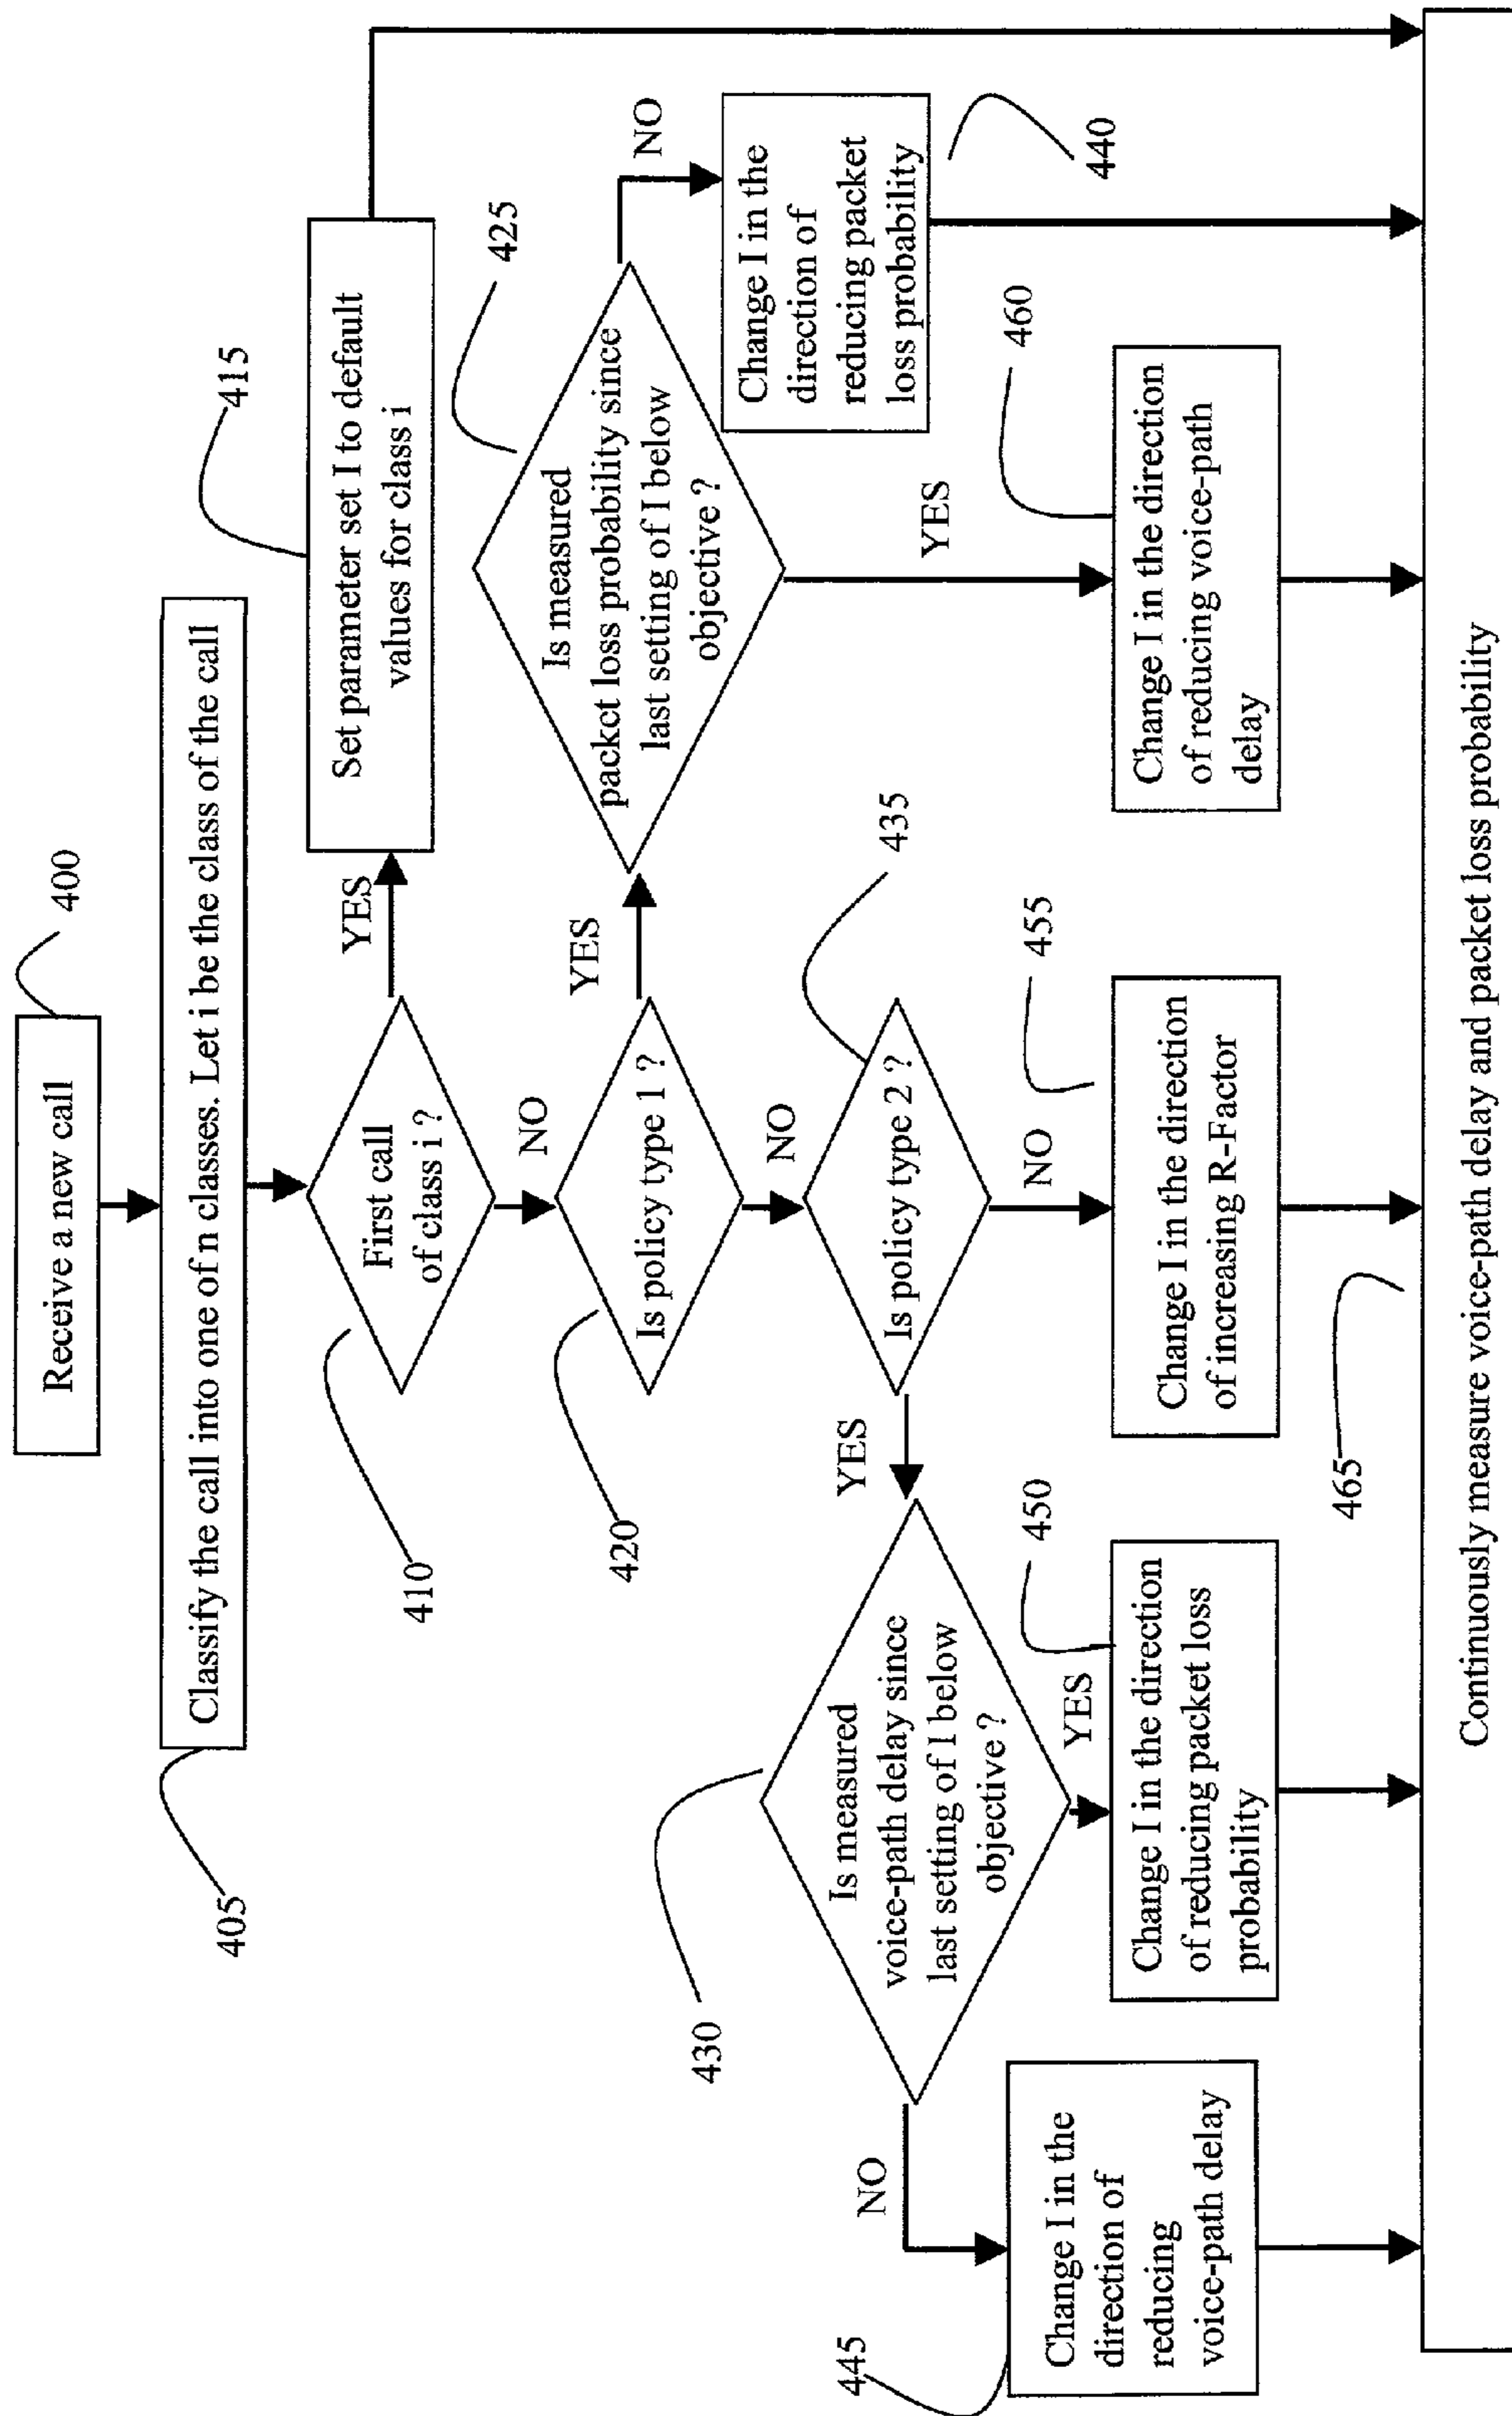 Receive a new call
400
Classify the call into one of n classes. Let i be the class of the call
405
First call
of class i ?
410
YES
Set parameter set I to default
values for class i
415
NO
Is policy type 1 ?
420
YES
Is measured
packet loss probability since
last setting of I below
objective ?
425
NO
Change I in the
direction of
reducing packet
loss probability
440
YES
Change I in the direction
of reducing voice-path
delay
460
NO
Is policy type 2 ?
435
NO
Change I in the direction
of increasing R-Factor
455
YES
Is measured
voice-path delay since
last setting of I below
objective ?
430
YES
Change I in the direction
of reducing packet loss
probability
450
NO
Change I in the
direction of
reducing
voice-path delay
445
465
Continuously measure voice-path delay and packet loss probability